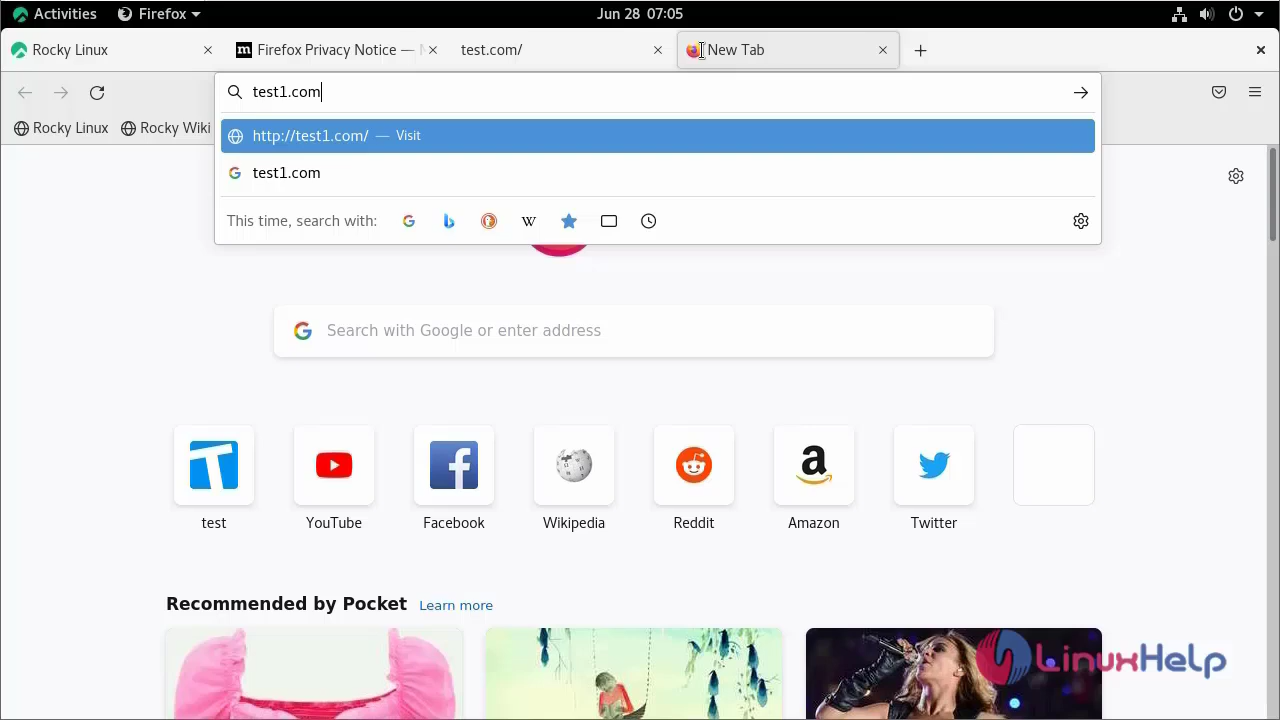 Activities Firefox Jun 28 07:05
Rocky Linux Firefox Privacy Notice — test.com/ New Tab
test1.com
Rocky Linux Rocky Wiki
http://test1.com/ — Visit
test1.com
This time, search with:
Search with Google or enter address
test YouTube Facebook Wikipedia Reddit Amazon Twitter
Recommended by Pocket Learn more
LinuxHelp